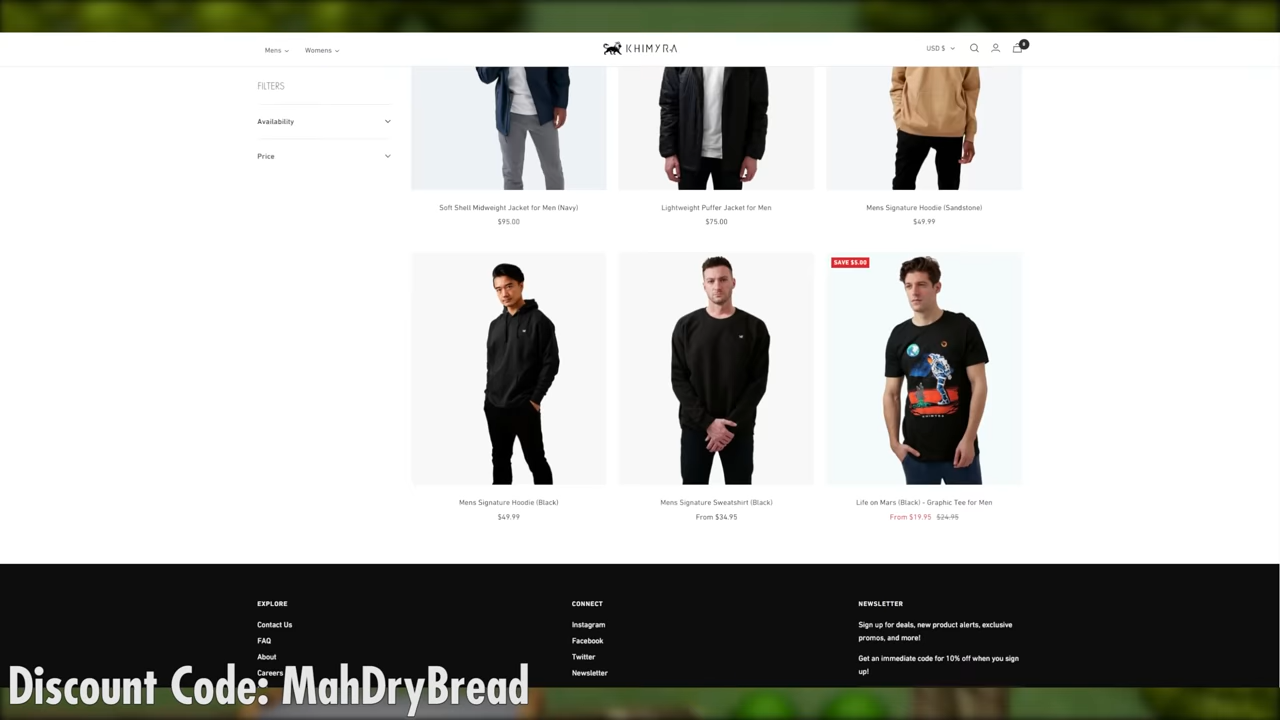 Mens
Womens
KHIMYRA
USD $
0
FILTERS
Availability
Price
Soft Shell Midweight Jacket for Men (Navy)
$95.00
Lightweight Puffer Jacket for Men
$75.00
Mens Signature Hoodie (Sandstone)
$49.99
SAVE $5.00
KHIMYRA
Mens Signature Hoodie (Black)
$49.99
Mens Signature Sweatshirt (Black)
From $34.95
Life on Mars (Black) - Graphic Tee for Men
From $19.95 $24.95
EXPLORE
Contact Us
FAQ
About
Careers
CONNECT
Instagram
Facebook
Twitter
Newsletter
NEWSLETTER
Sign up for deals, new product alerts, exclusive
promos, and more!
Get an immediate code for 10% off when you sign
up!
Discount Code: MahDryBread